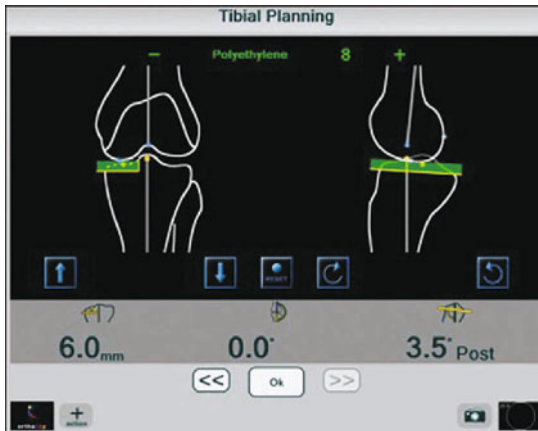 Tibial Planning
− Polyethylene 8 +
RESET
6.0mm 0.0° 3.5° Post
<< Ok >>
+
action